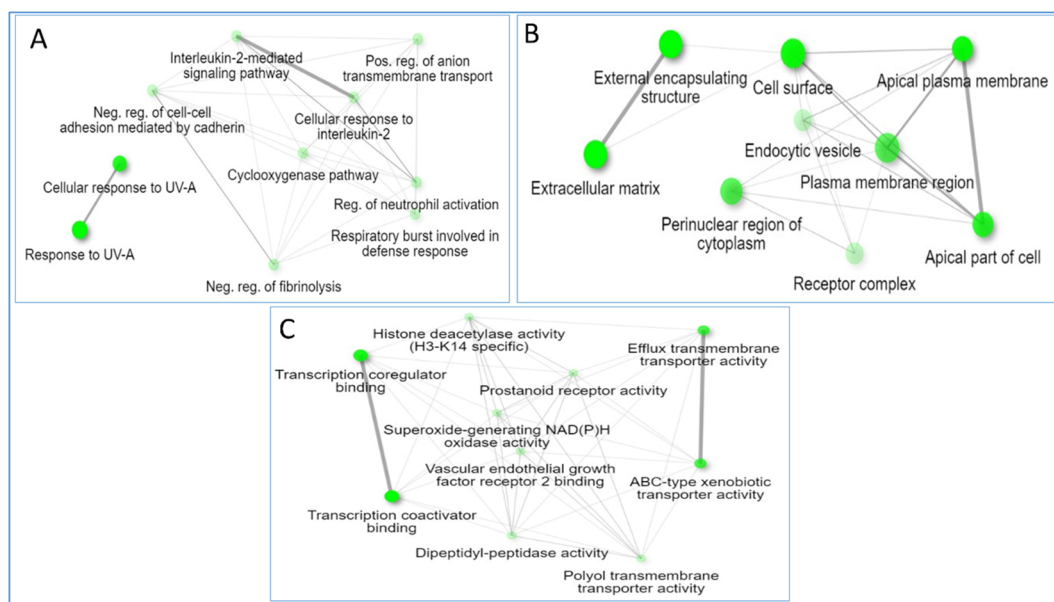 A
Interleukin-2-mediated
signaling pathway
Pos. reg. of anion
transmembrane transport
Neg. reg. of cell-cell
adhesion mediated by cadherin
Cellular response to
interleukin-2
Cyclooxygenase pathway
Cellular response to UV-A
Reg. of neutrophil activation
Respiratory burst involved in
defense response
Response to UV-A
Neg. reg. of fibrinolysis
B
External encapsulating
structure
Cell surface
Apical plasma membrane
Endocytic vesicle
Extracellular matrix
Plasma membrane region
Perinuclear region of
cytoplasm
Apical part of cell
Receptor complex
C
Histone deacetylase activity
(H3-K14 specific)
Efflux transmembrane
transporter activity
Transcription coregulator
binding
Prostanoid receptor activity
Superoxide-generating NAD(P)H
oxidase activity
Vascular endothelial growth
factor receptor 2 binding
ABC-type xenobiotic
transporter activity
Transcription coactivator
binding
Dipeptidyl-peptidase activity
Polyol transmembrane
transporter activity